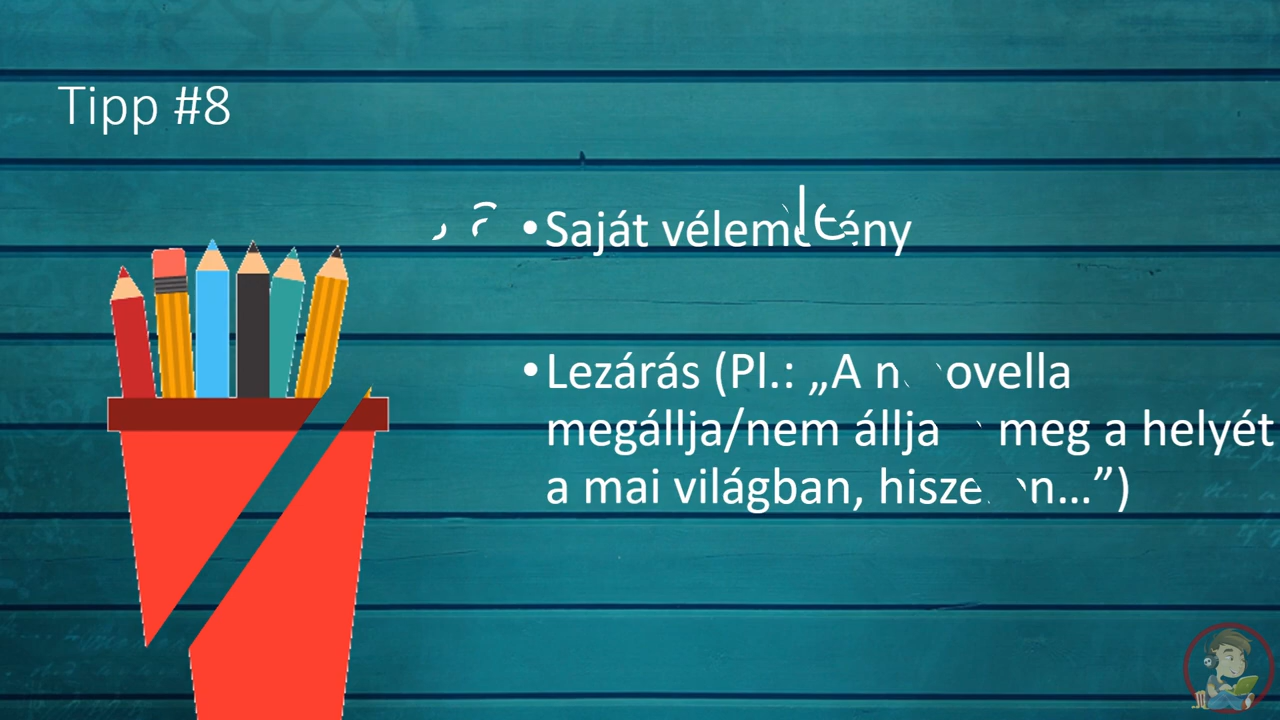 Tipp #8
•Saját vélemény
•Lezárás (Pl.: „A novella
megállja/nem állja meg a helyét
a mai világban, hiszen…”)